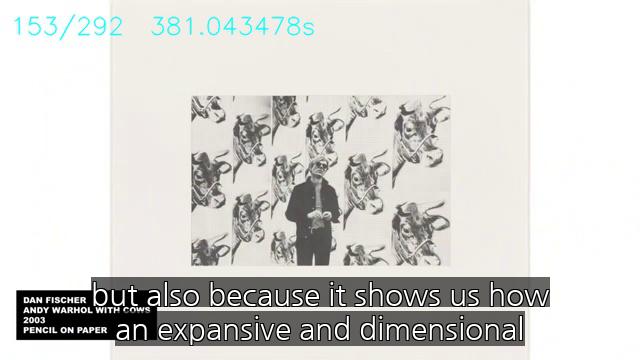 153/292 381.043478s
but also because it shows us how
an expansive and dimensional
DAN FISCHER
ANDY WARHOL WITH COWS
2003
PENCIL ON PAPER